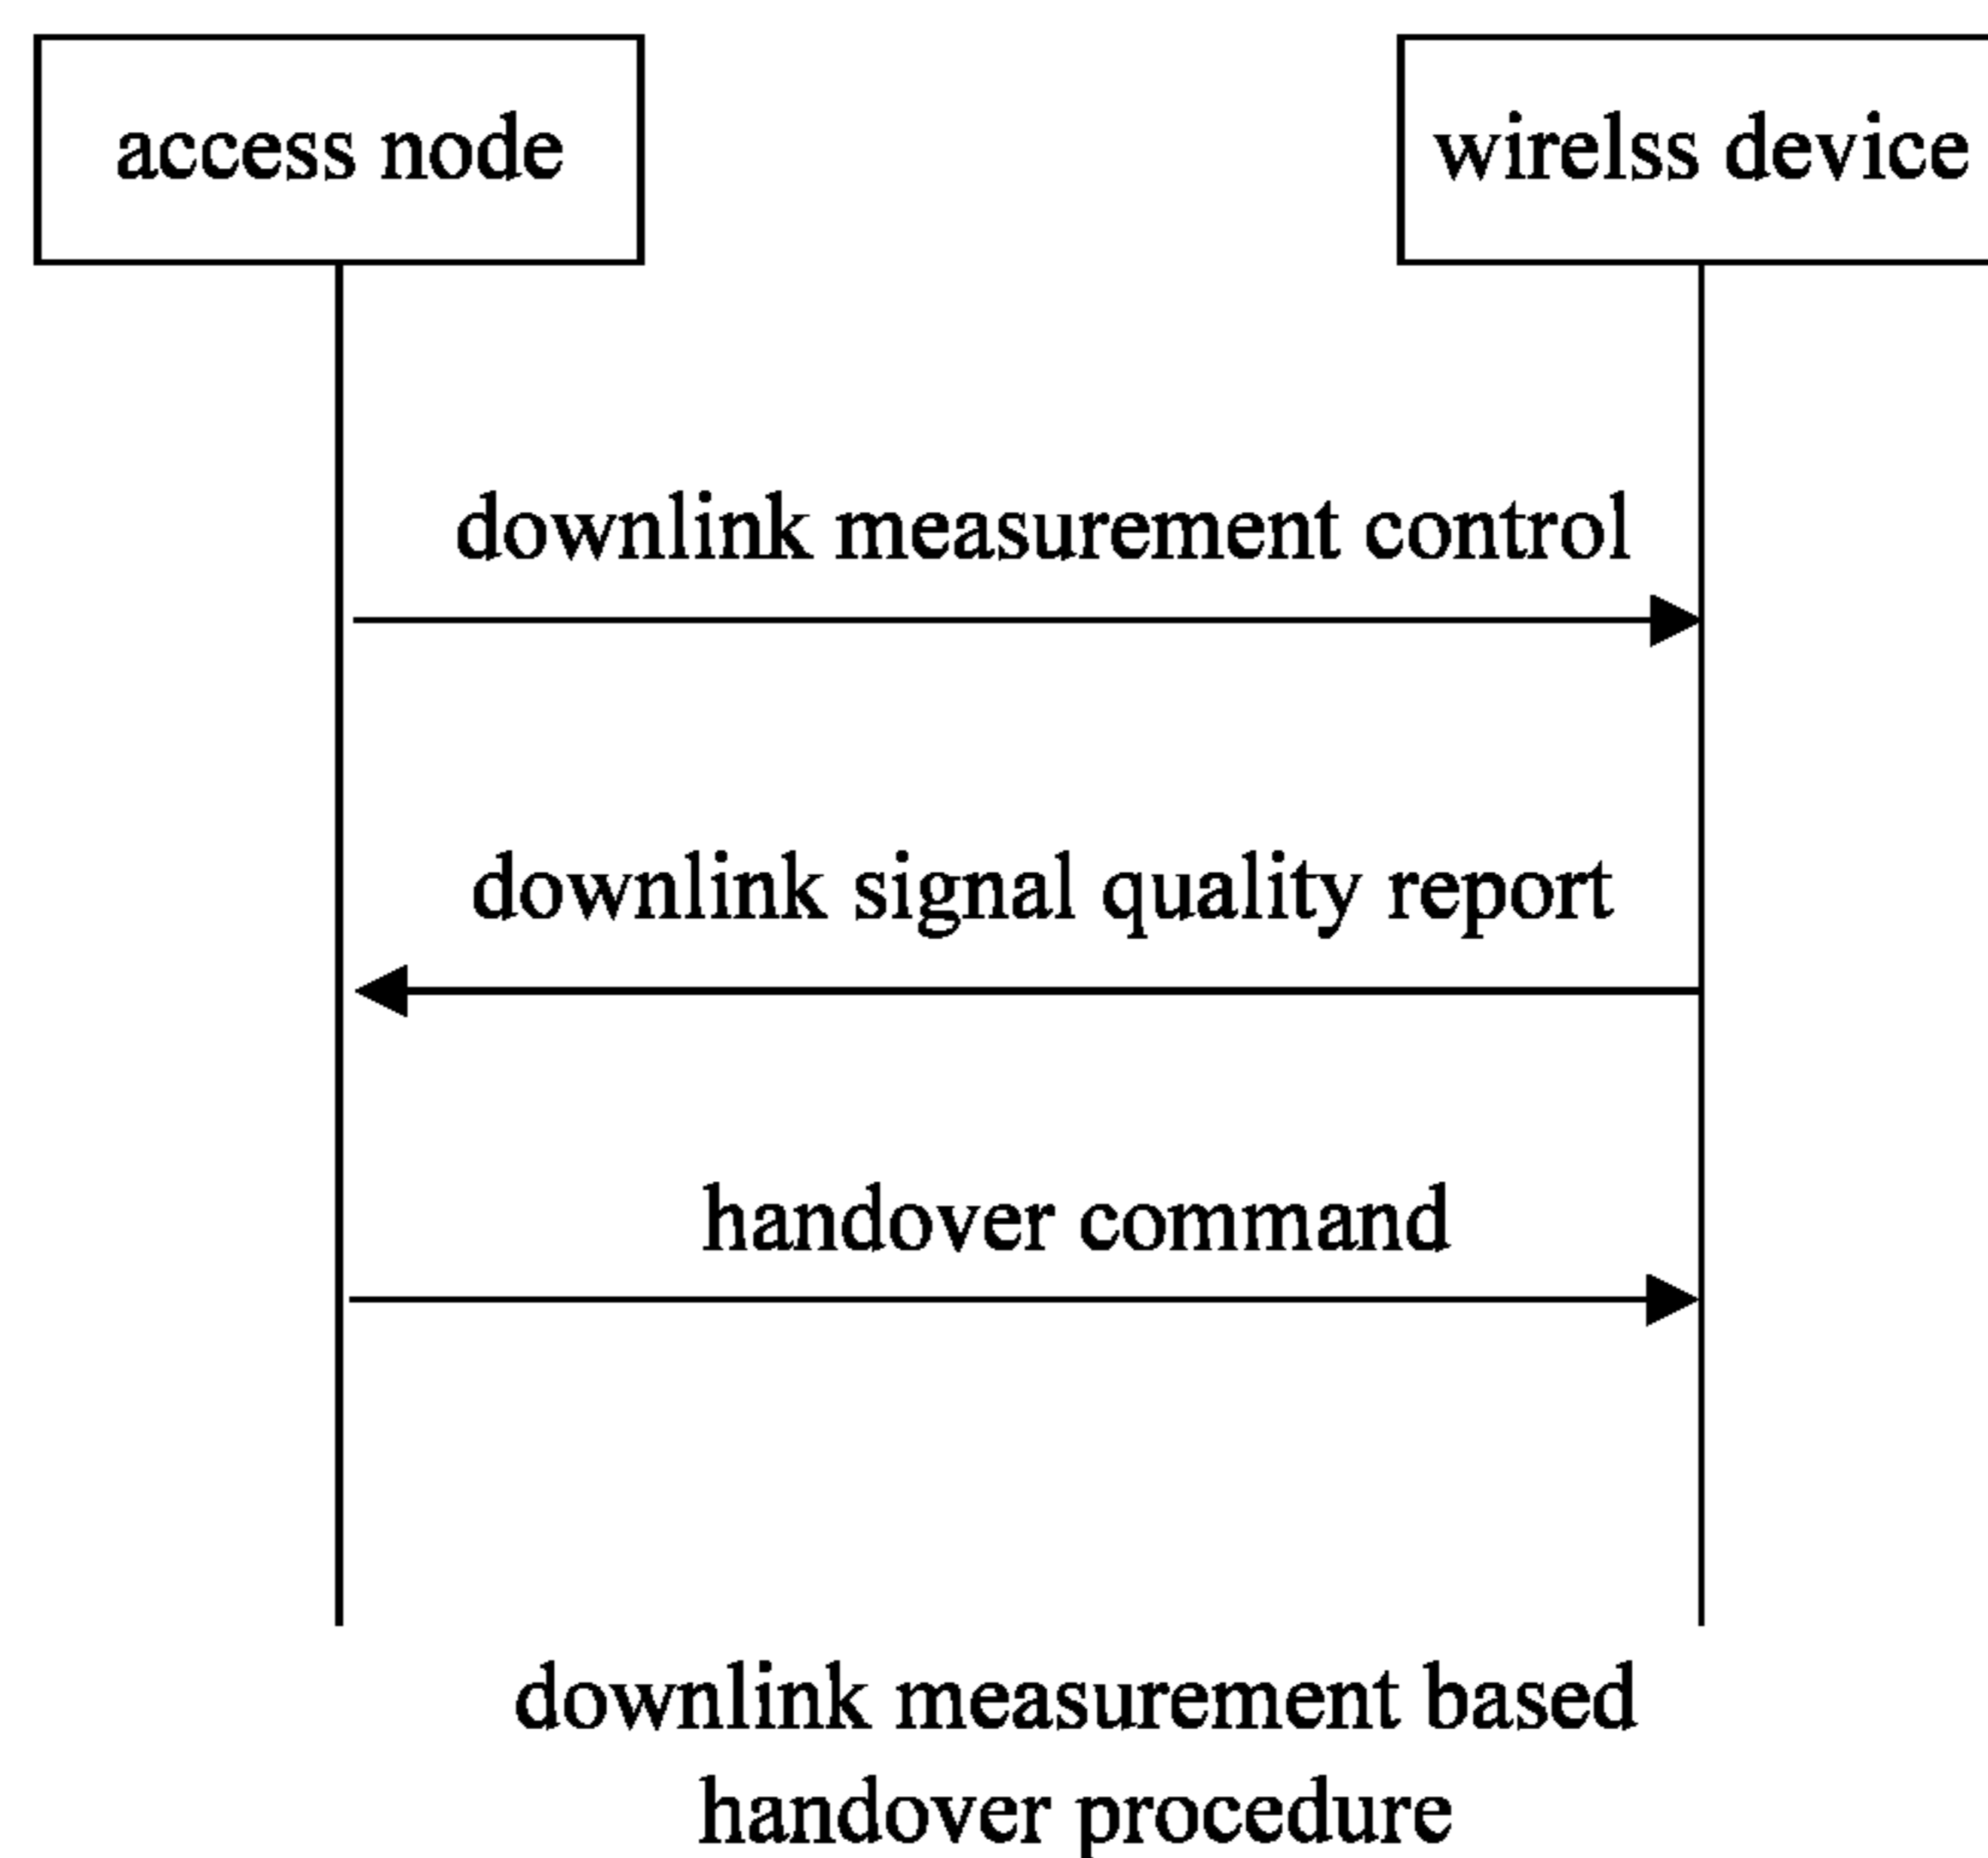 access node
wirelss device
downlink measurement control
downlink signal quality report
handover command
downlink measurement based
handover procedure